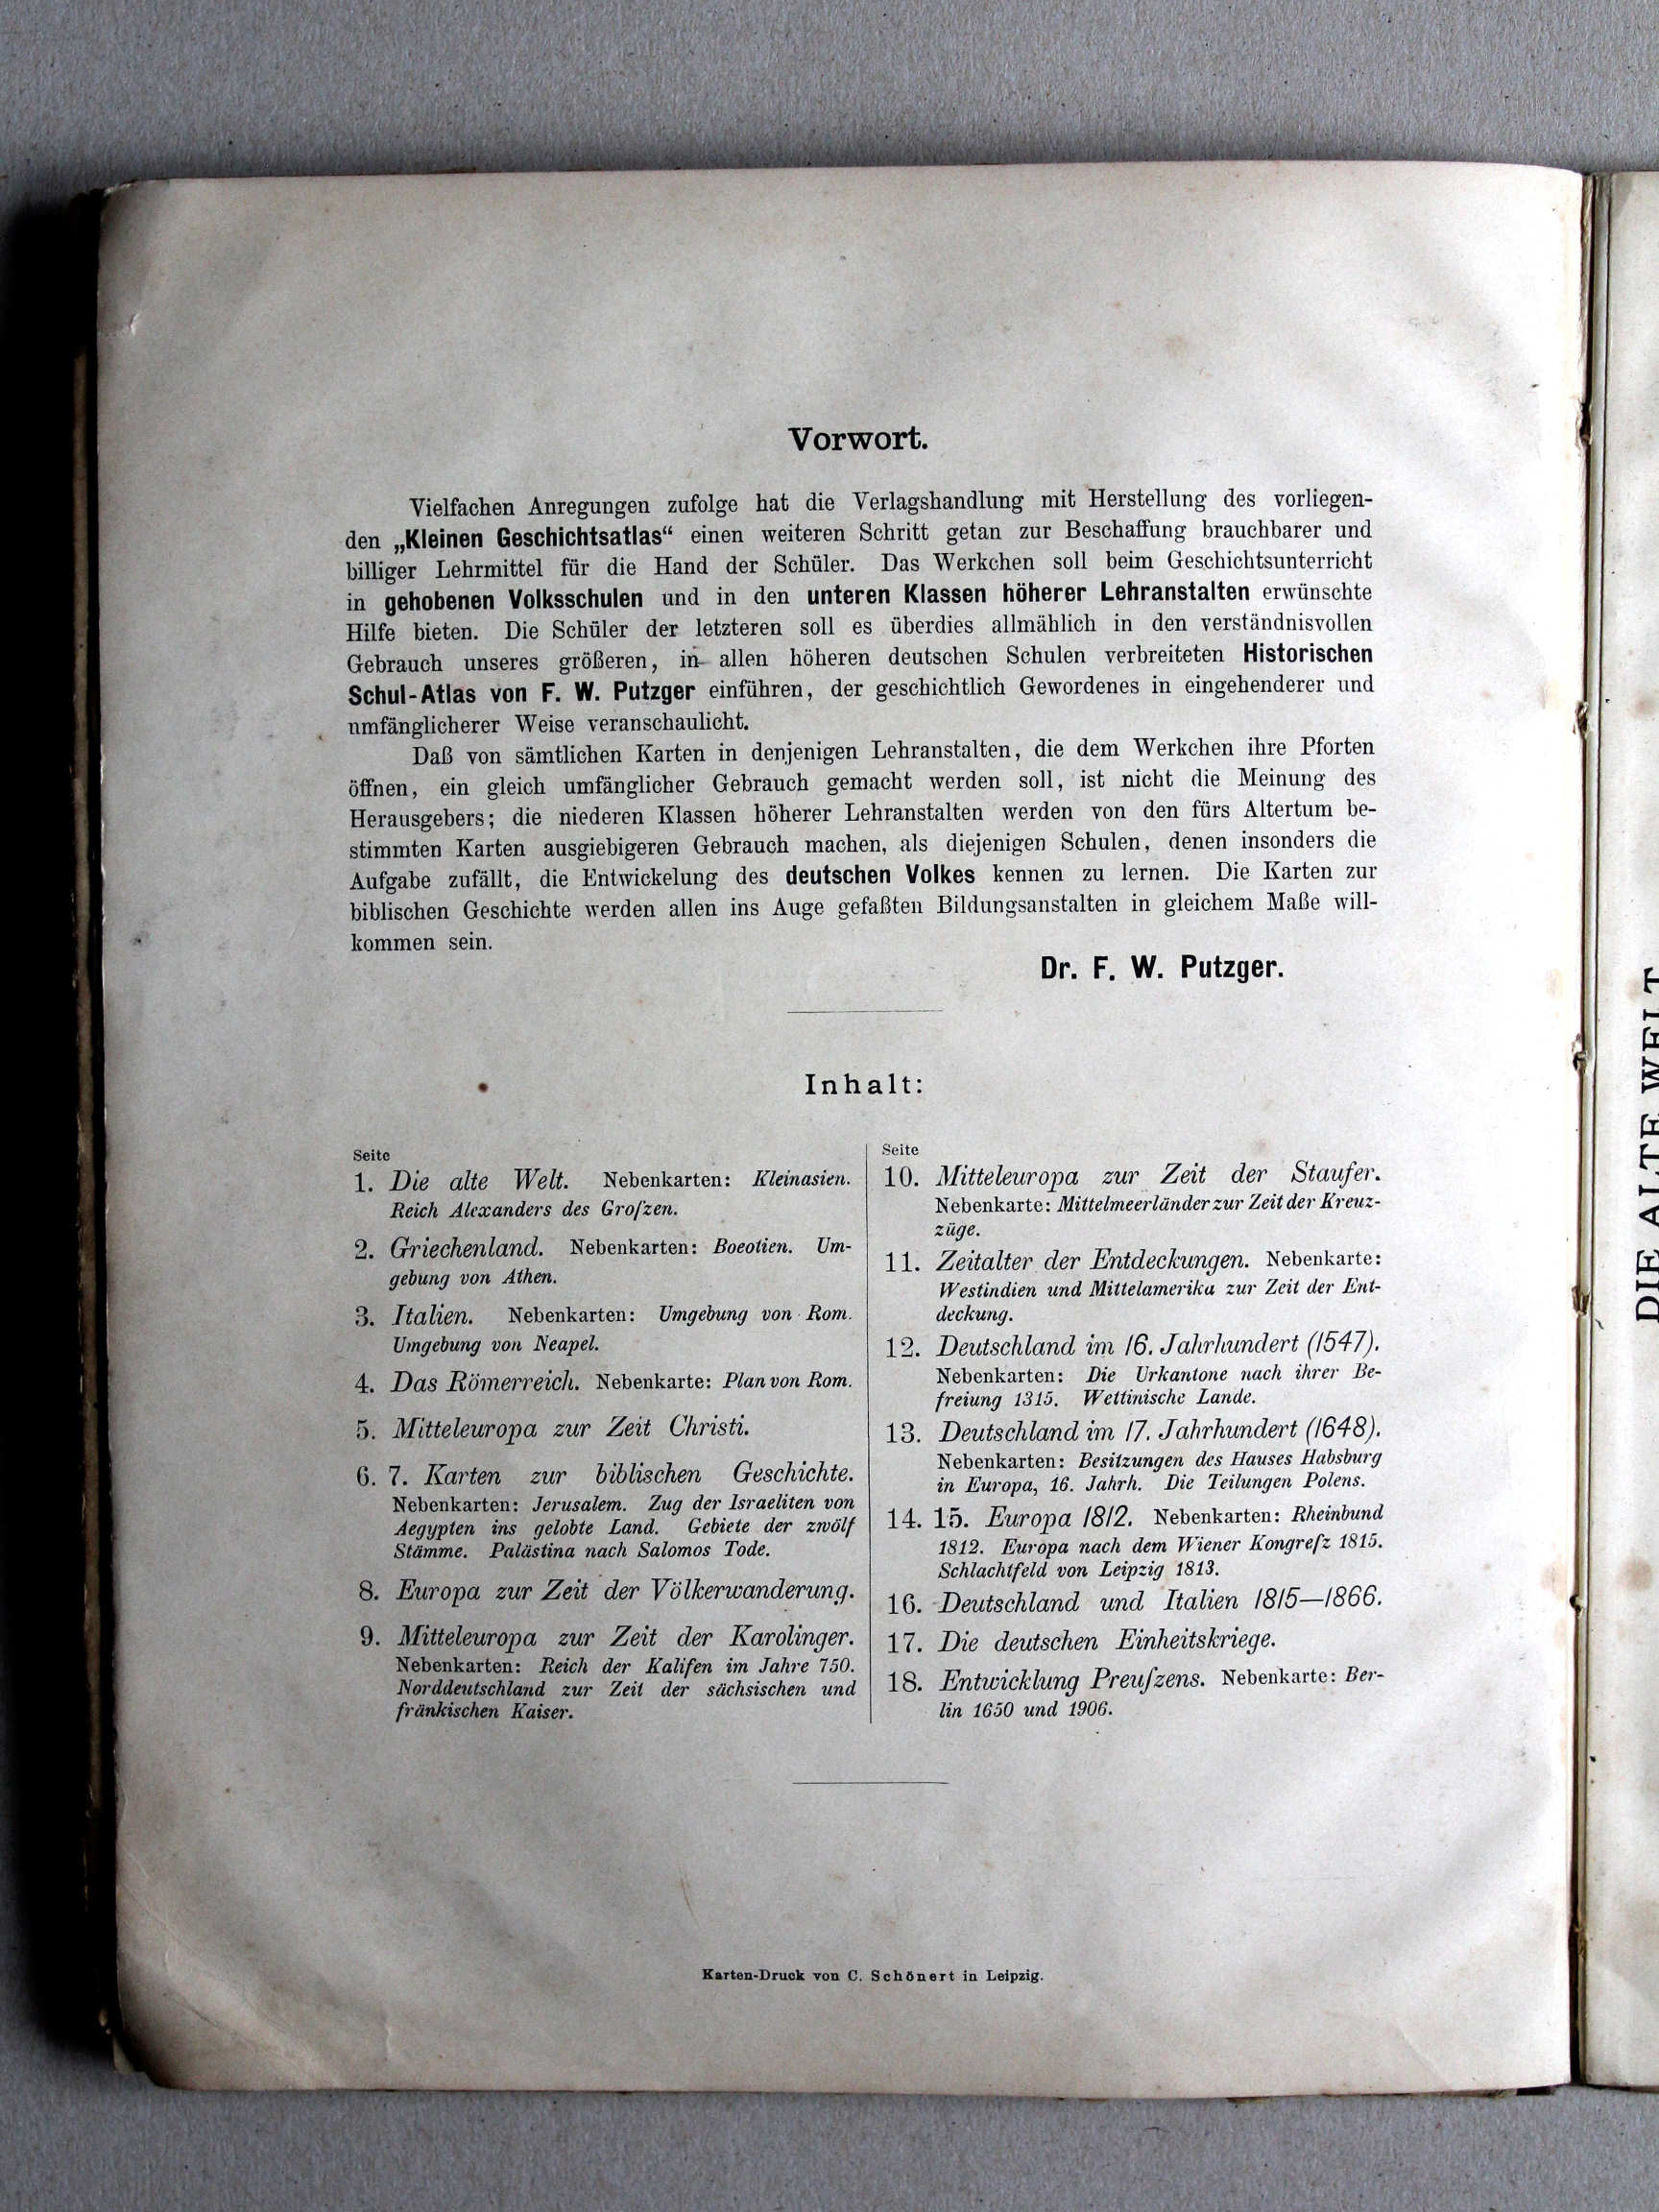 Vorwort.
Vielfachen Anregungen zufolge hat die Verlagshandlung mit Herstellung des vorliegen-
den „Kleinen Geschichtsatlas“ einen weiteren Schritt getan zur Beschaffung brauchbarer und
billiger Lehrmittel für die Hand der Schüler. Das Werkchen soll beim Geschichtsunterricht
in gehobenen Volksschulen und in den unteren Klassen höherer Lehranstalten erwünschte
Hilfe bieten. Die Schüler der letzteren soll es überdies allmählich in den verständnisvollen
Gebrauch unseres größeren, in allen höheren deutschen Schulen verbreiteten Historischen
Schul-Atlas von F. W. Putzger einführen, der geschichtlich Gewordenes in eingehenderer und
umfänglicherer Weise veranschaulicht.
Daß von sämtlichen Karten in denjenigen Lehranstalten, die dem Werkchen ihre Pforten
öffnen, ein gleich umfänglicher Gebrauch gemacht werden soll, ist nicht die Meinung des
Herausgebers; die niederen Klassen höherer Lehranstalten werden von den fürs Altertum be-
stimmten Karten ausgiebigeren Gebrauch machen, als diejenigen Schulen, denen insonders die
Aufgabe zufällt, die Entwickelung des deutschen Volkes kennen zu lernen. Die Karten zur
biblischen Geschichte werden allen ins Auge gefaßten Bildungsanstalten in gleichem Maße will-
kommen sein.
Dr. F. W. Putzger.
Inhalt:
Seite
1. Die alte Welt. Nebenkarten: Kleinasien.
Reich Alexanders des Groſzen.
2. Griechenland. Nebenkarten: Boeotien. Um-
gebung von Athen.
3. Italien. Nebenkarten: Umgebung von Rom.
Umgebung von Neapel.
4. Das Römerreich. Nebenkarte: Plan von Rom.
5. Mitteleuropa zur Zeit Christi.
6. 7. Karten zur biblischen Geschichte.
Nebenkarten: Jerusalem. Zug der Israeliten von
Aegypten ins gelobte Land. Gebiete der zwölf
Stämme. Palästina nach Salomos Tode.
8. Europa zur Zeit der Völkerwanderung.
9. Mitteleuropa zur Zeit der Karolinger.
Nebenkarten: Reich der Kalifen im Jahre 750.
Norddeutschland zur Zeit der sächsischen und
fränkischen Kaiser.
Seite
10. Mitteleuropa zur Zeit der Staufer.
Nebenkarte: Mittelmeerländer zur Zeit der Kreuz-
züge.
11. Zeitalter der Entdeckungen. Nebenkarte:
Westindien und Mittelamerika zur Zeit der Ent-
deckung.
12. Deutschland im 16. Jahrhundert (1547).
Nebenkarten: Die Urkantone nach ihrer Be-
freiung 1315. Wettinische Lande.
13. Deutschland im 17. Jahrhundert (1648).
Nebenkarten: Besitzungen des Hauses Habsburg
in Europa, 16. Jahrh. Die Teilungen Polens.
14. 15. Europa 1812. Nebenkarten: Rheinbund
1812. Europa nach dem Wiener Kongreſz 1815.
Schlachtfeld von Leipzig 1813.
16. Deutschland und Italien 1815—1866.
17. Die deutschen Einheitskriege.
18. Entwicklung Preuſzens. Nebenkarte: Ber-
lin 1650 und 1906.
Karten-Druck von C. Schönert in Leipzig.
DIE ALTE WELT